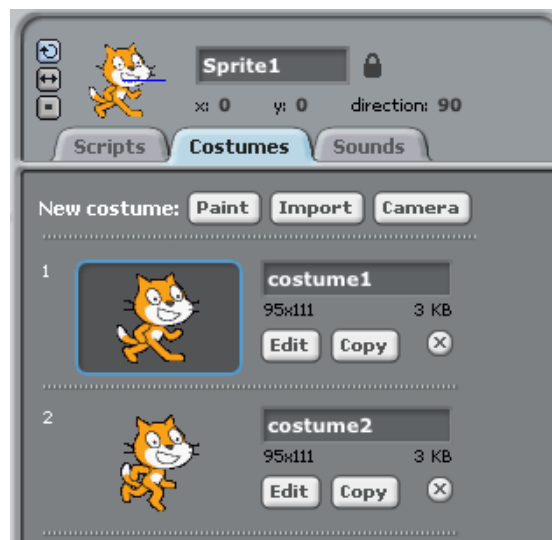 Sprite1
x: 0 y: 0 direction: 90
Scripts Costumes Sounds
New costume: Paint Import Camera
1
costume1
95x111 3 KB
Edit Copy
2
costume2
95x111 3 KB
Edit Copy